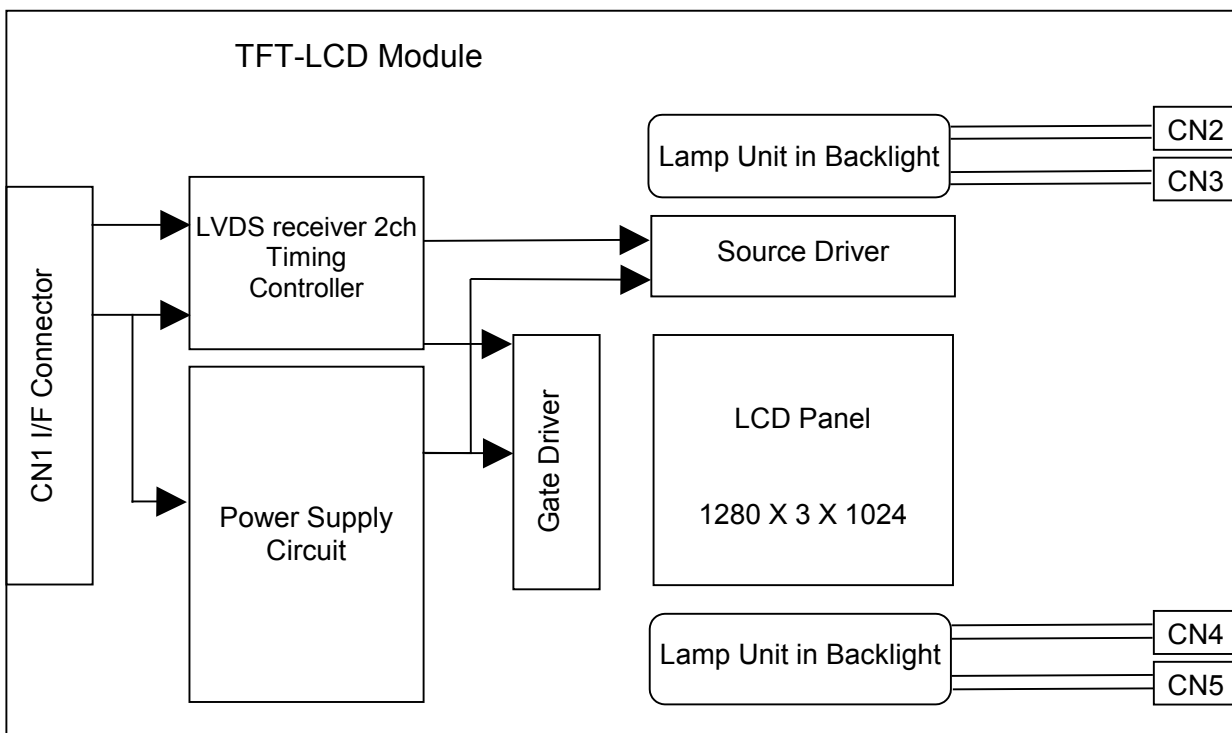 TFT-LCD Module
Lamp Unit in Backlight
CN2
CN3
CN1 I/F Connector
LVDS receiver 2ch
Timing
Controller
Source Driver
Power Supply
Circuit
Gate Driver
LCD Panel
1280 X 3 X 1024
Lamp Unit in Backlight
CN4
CN5